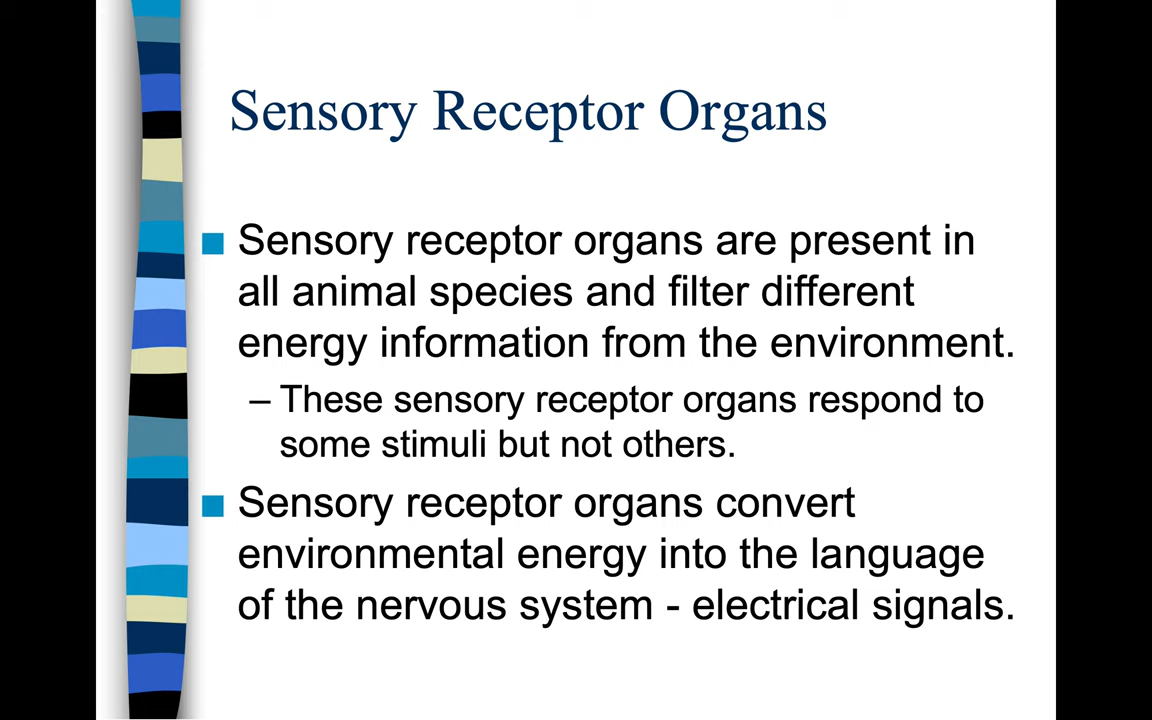 Sensory Receptor Organs
■ Sensory receptor organs are present in
all animal species and filter different
energy information from the environment.
– These sensory receptor organs respond to
some stimuli but not others.
■ Sensory receptor organs convert
environmental energy into the language
of the nervous system - electrical signals.